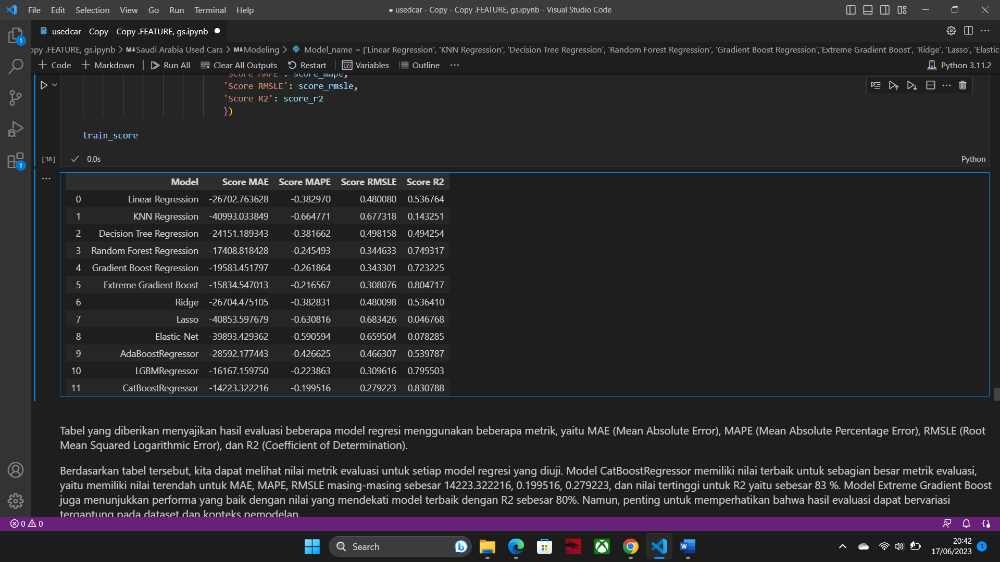 File Edit Selection View Go Run Terminal Help
● usedcar - Copy - Copy .FEATURE, gs.ipynb - Visual Studio Code
usedcar - Copy - Copy .FEATURE, gs.ipynb ●
opy .FEATURE, gs.ipynb > M↓Saudi Arabia Used Cars > M↓Modeling > Model_name = ['Linear Regression', 'KNN Regression', 'Decision Tree Regression', 'Random Forest Regression', 'Gradient Boost Regression','Extreme Gradient Boost', 'Ridge', 'Lasso', 'Elastic
+ Code + Markdown | Run All Clear All Outputs Restart | Variables Outline ··· Python 3.11.2
'Score MAPE': score_mape,
'Score RMSLE': score_rmsle,
'Score R2': score_r2
})
train_score
[38] ✓ 0.0s Python
Model Score MAE Score MAPE Score RMSLE Score R2
0 Linear Regression -26702.763628 -0.382970 0.480080 0.536764
1 KNN Regression -40993.033849 -0.664771 0.677318 0.143251
2 Decision Tree Regression -24151.189343 -0.381662 0.498158 0.494254
3 Random Forest Regression -17408.818428 -0.245493 0.344633 0.749317
4 Gradient Boost Regression -19583.451797 -0.261864 0.343301 0.723225
5 Extreme Gradient Boost -15834.547013 -0.216567 0.308076 0.804717
6 Ridge -26704.475105 -0.382831 0.480098 0.536410
7 Lasso -40853.597679 -0.630816 0.683426 0.046768
8 Elastic-Net -39893.429362 -0.590594 0.659504 0.078285
9 AdaBoostRegressor -28592.177443 -0.426625 0.466307 0.539787
10 LGBMRegressor -16167.159750 -0.223863 0.309616 0.795503
11 CatBoostRegressor -14223.322216 -0.199516 0.279223 0.830788
Tabel yang diberikan menyajikan hasil evaluasi beberapa model regresi menggunakan beberapa metrik, yaitu MAE (Mean Absolute Error), MAPE (Mean Absolute Percentage Error), RMSLE (Root
Mean Squared Logarithmic Error), dan R2 (Coefficient of Determination).
Berdasarkan tabel tersebut, kita dapat melihat nilai metrik evaluasi untuk setiap model regresi yang diuji. Model CatBoostRegressor memiliki nilai terbaik untuk sebagian besar metrik evaluasi,
yaitu memiliki nilai terendah untuk MAE, MAPE, RMSLE masing-masing sebesar 14223.322216, 0.199516, 0.279223, dan nilai tertinggi untuk R2 yaitu sebesar 83 %. Model Extreme Gradient Boost
juga menunjukkan performa yang baik dengan nilai yang mendekati model terbaik dengan R2 sebesar 80%. Namun, penting untuk memperhatikan bahwa hasil evaluasi dapat bervariasi
tergantung pada dataset dan konteks pemodelan
0 0
Search
20:42
17/06/2023 1